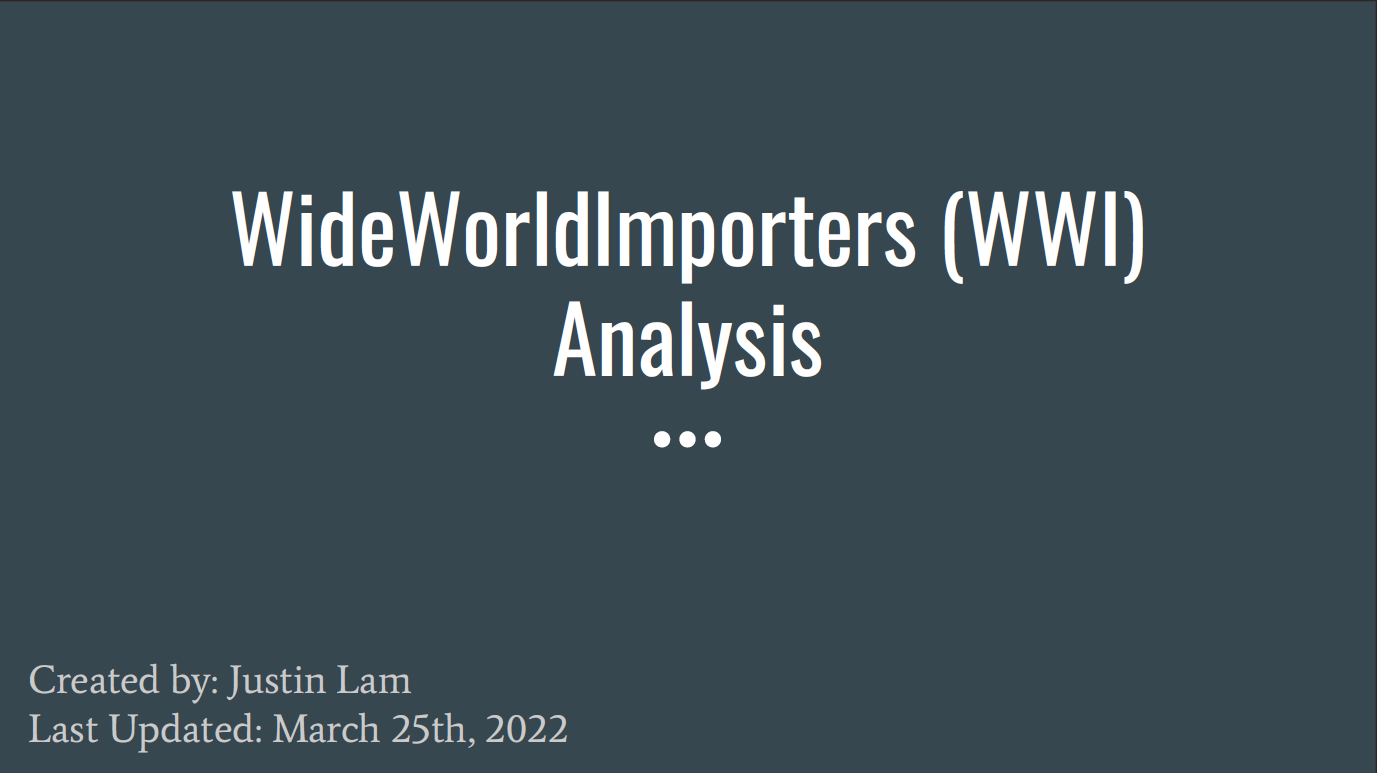 WideWorldImporters (WWI)
Analysis
Created by: Justin Lam
Last Updated: March 25th, 2022